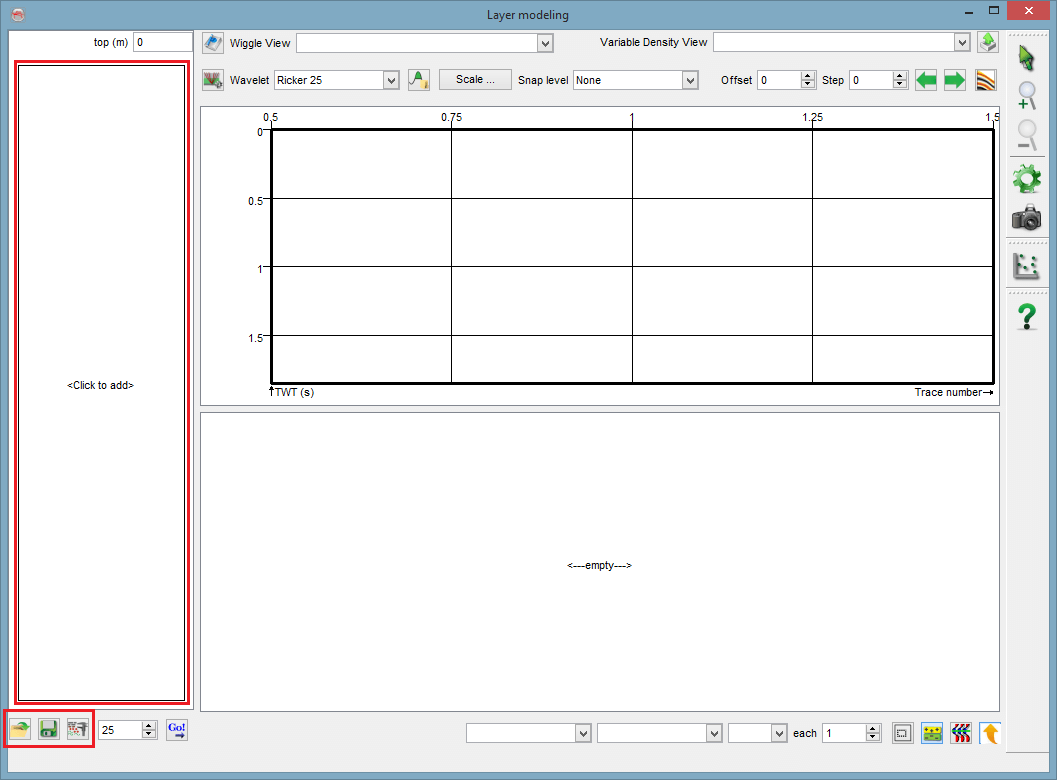 Layer modeling
top (m) 0
Wiggle View
Variable Density View
Wavelet Ricker 25 Scale ... Snap level None Offset 0 Step 0
0.5 0.75 1 1.25 1.5
0
0.5
1
1.5
TWT (s) Trace number
<Click to add>
<---empty--->
25 Go! each 1